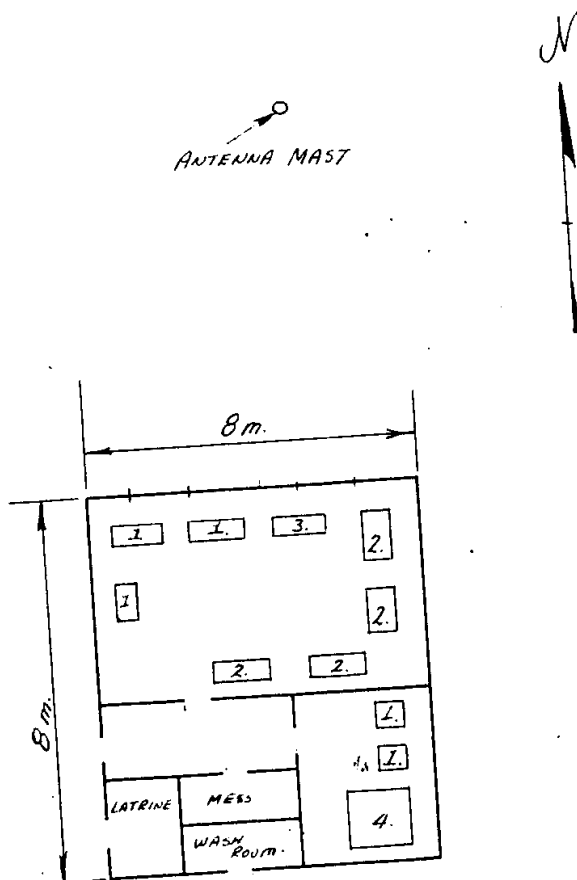 N
ANTENNA MAST
8 m.
1 1. 3. 2.
1 2.
2. 2.
8 m.
1.
1.
LATRINE MESS 4.
WASH
ROOM.